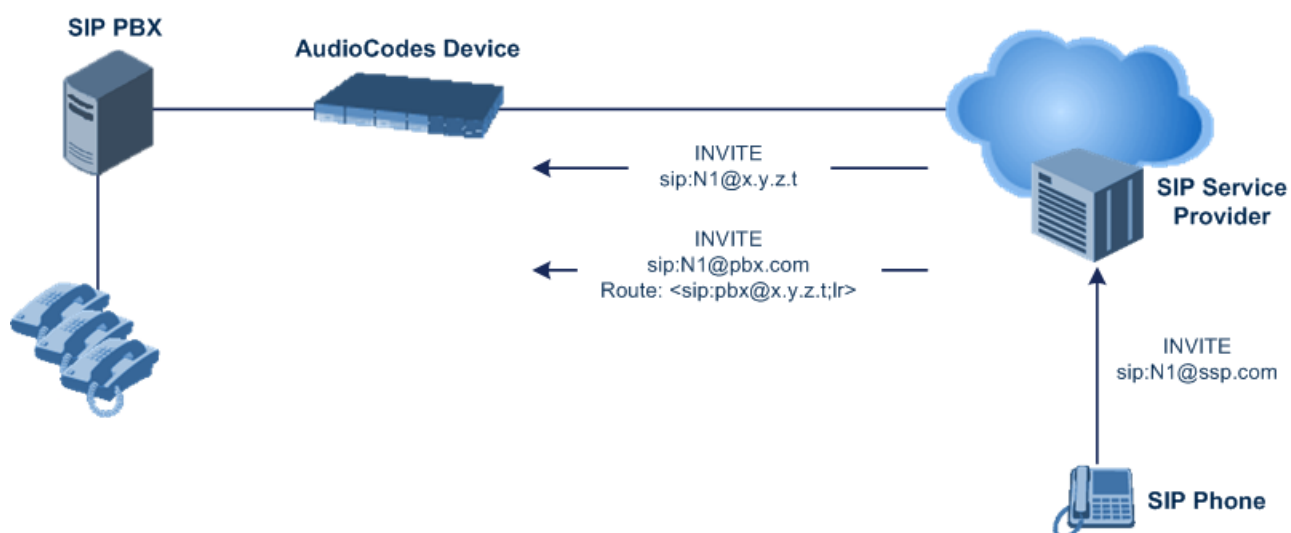 SIP PBX
AudioCodes Device
INVITE
sip:N1@x.y.z.t
SIP Service
Provider
INVITE
sip:N1@pbx.com
Route: <sip:pbx@x.y.z.t;lr>
INVITE
sip:N1@ssp.com
SIP Phone